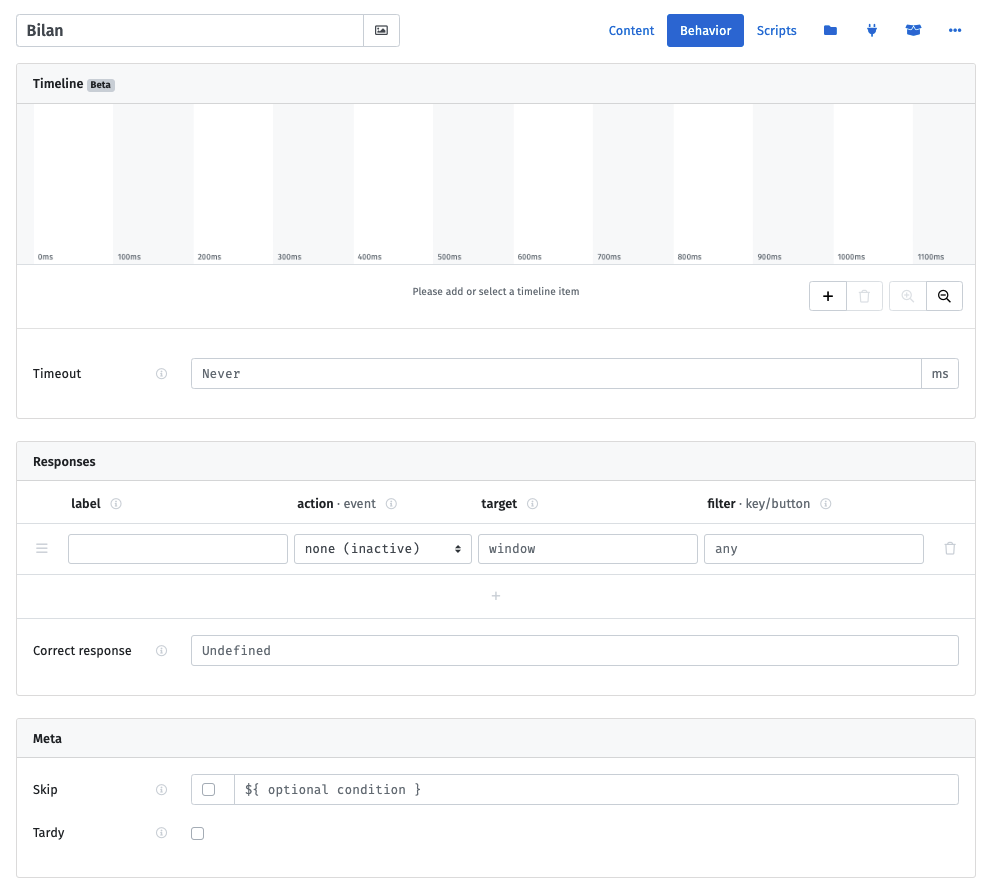 Bilan
Content Behavior Scripts
Timeline Beta
0ms 100ms 200ms 300ms 400ms 500ms 600ms 700ms 800ms 900ms 1000ms 1100ms
Please add or select a timeline item
Timeout Never ms
Responses
label action · event target filter · key/button
none (inactive) window any
+
Correct response Undefined
Meta
Skip ${ optional condition }
Tardy